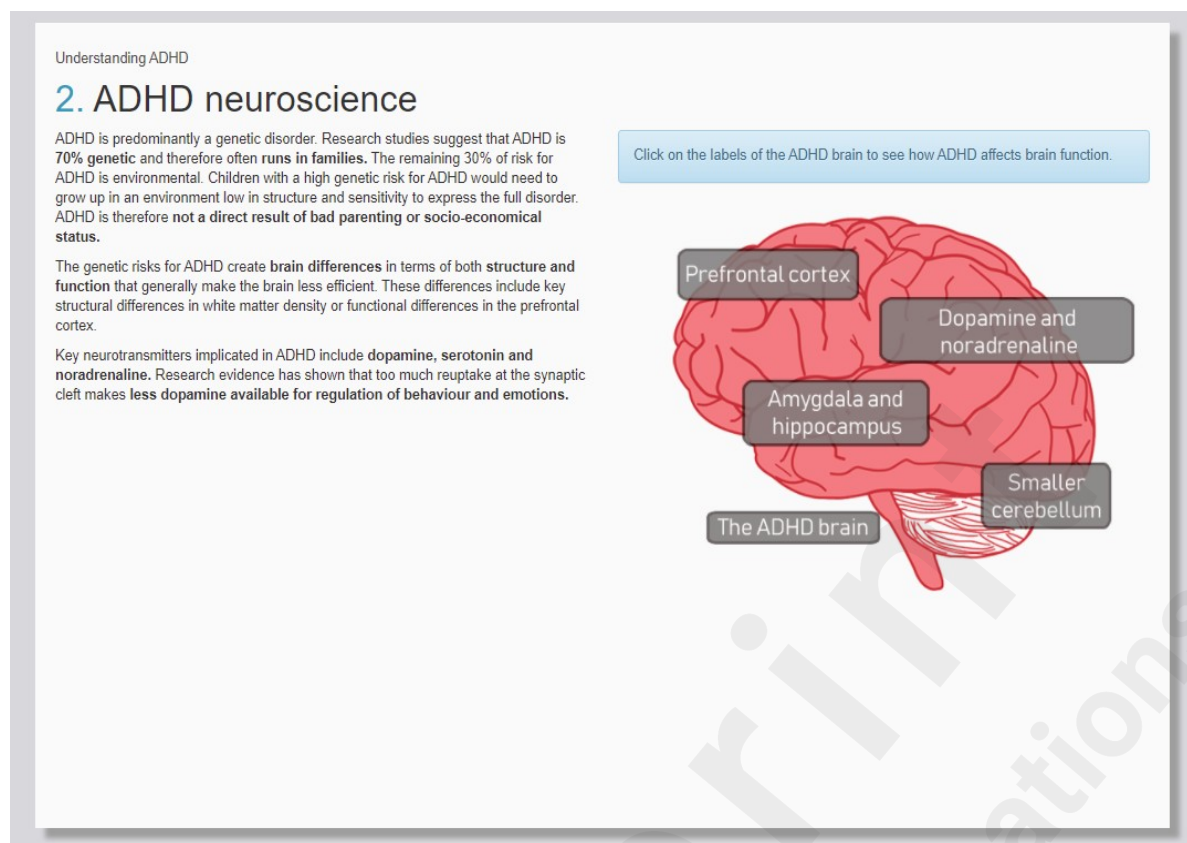 Understanding ADHD
2. ADHD neuroscience
ADHD is predominantly a genetic disorder. Research studies suggest that ADHD is
70% genetic and therefore often runs in families. The remaining 30% of risk for
ADHD is environmental. Children with a high genetic risk for ADHD would need to
grow up in an environment low in structure and sensitivity to express the full disorder.
ADHD is therefore not a direct result of bad parenting or socio-economical
status.
The genetic risks for ADHD create brain differences in terms of both structure and
function that generally make the brain less efficient. These differences include key
structural differences in white matter density or functional differences in the prefrontal
cortex.
Key neurotransmitters implicated in ADHD include dopamine, serotonin and
noradrenaline. Research evidence has shown that too much reuptake at the synaptic
cleft makes less dopamine available for regulation of behaviour and emotions.
Click on the labels of the ADHD brain to see how ADHD affects brain function.
Prefrontal cortex
Dopamine and
noradrenaline
Amygdala and
hippocampus
Smaller
cerebellum
The ADHD brain